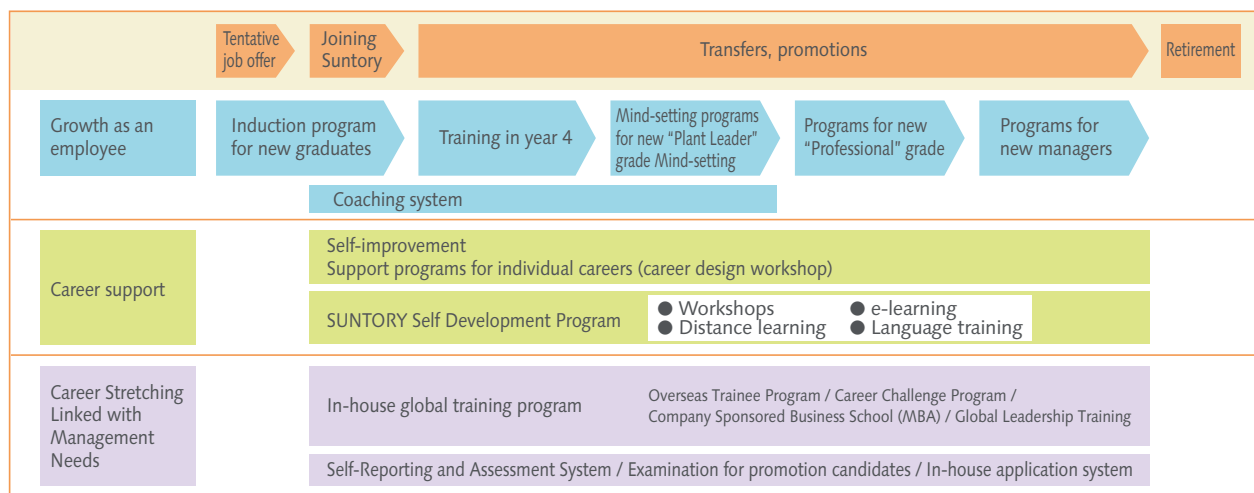 Tentative
job offer
Joining
Suntory
Transfers, promotions
Retirement
Growth as an
employee
Induction program
for new graduates
Training in year 4
Mind-setting programs
for new “Plant Leader”
grade Mind-setting
Programs for new
“Professional” grade
Programs for
new managers
Coaching system
Career support
Self-improvement
Support programs for individual careers (career design workshop)
SUNTORY Self Development Program
● Workshops
● e-learning
● Distance learning
● Language training
Career Stretching
Linked with
Management
Needs
In-house global training program
Overseas Trainee Program / Career Challenge Program /
Company Sponsored Business School (MBA) / Global Leadership Training
Self-Reporting and Assessment System / Examination for promotion candidates / In-house application system